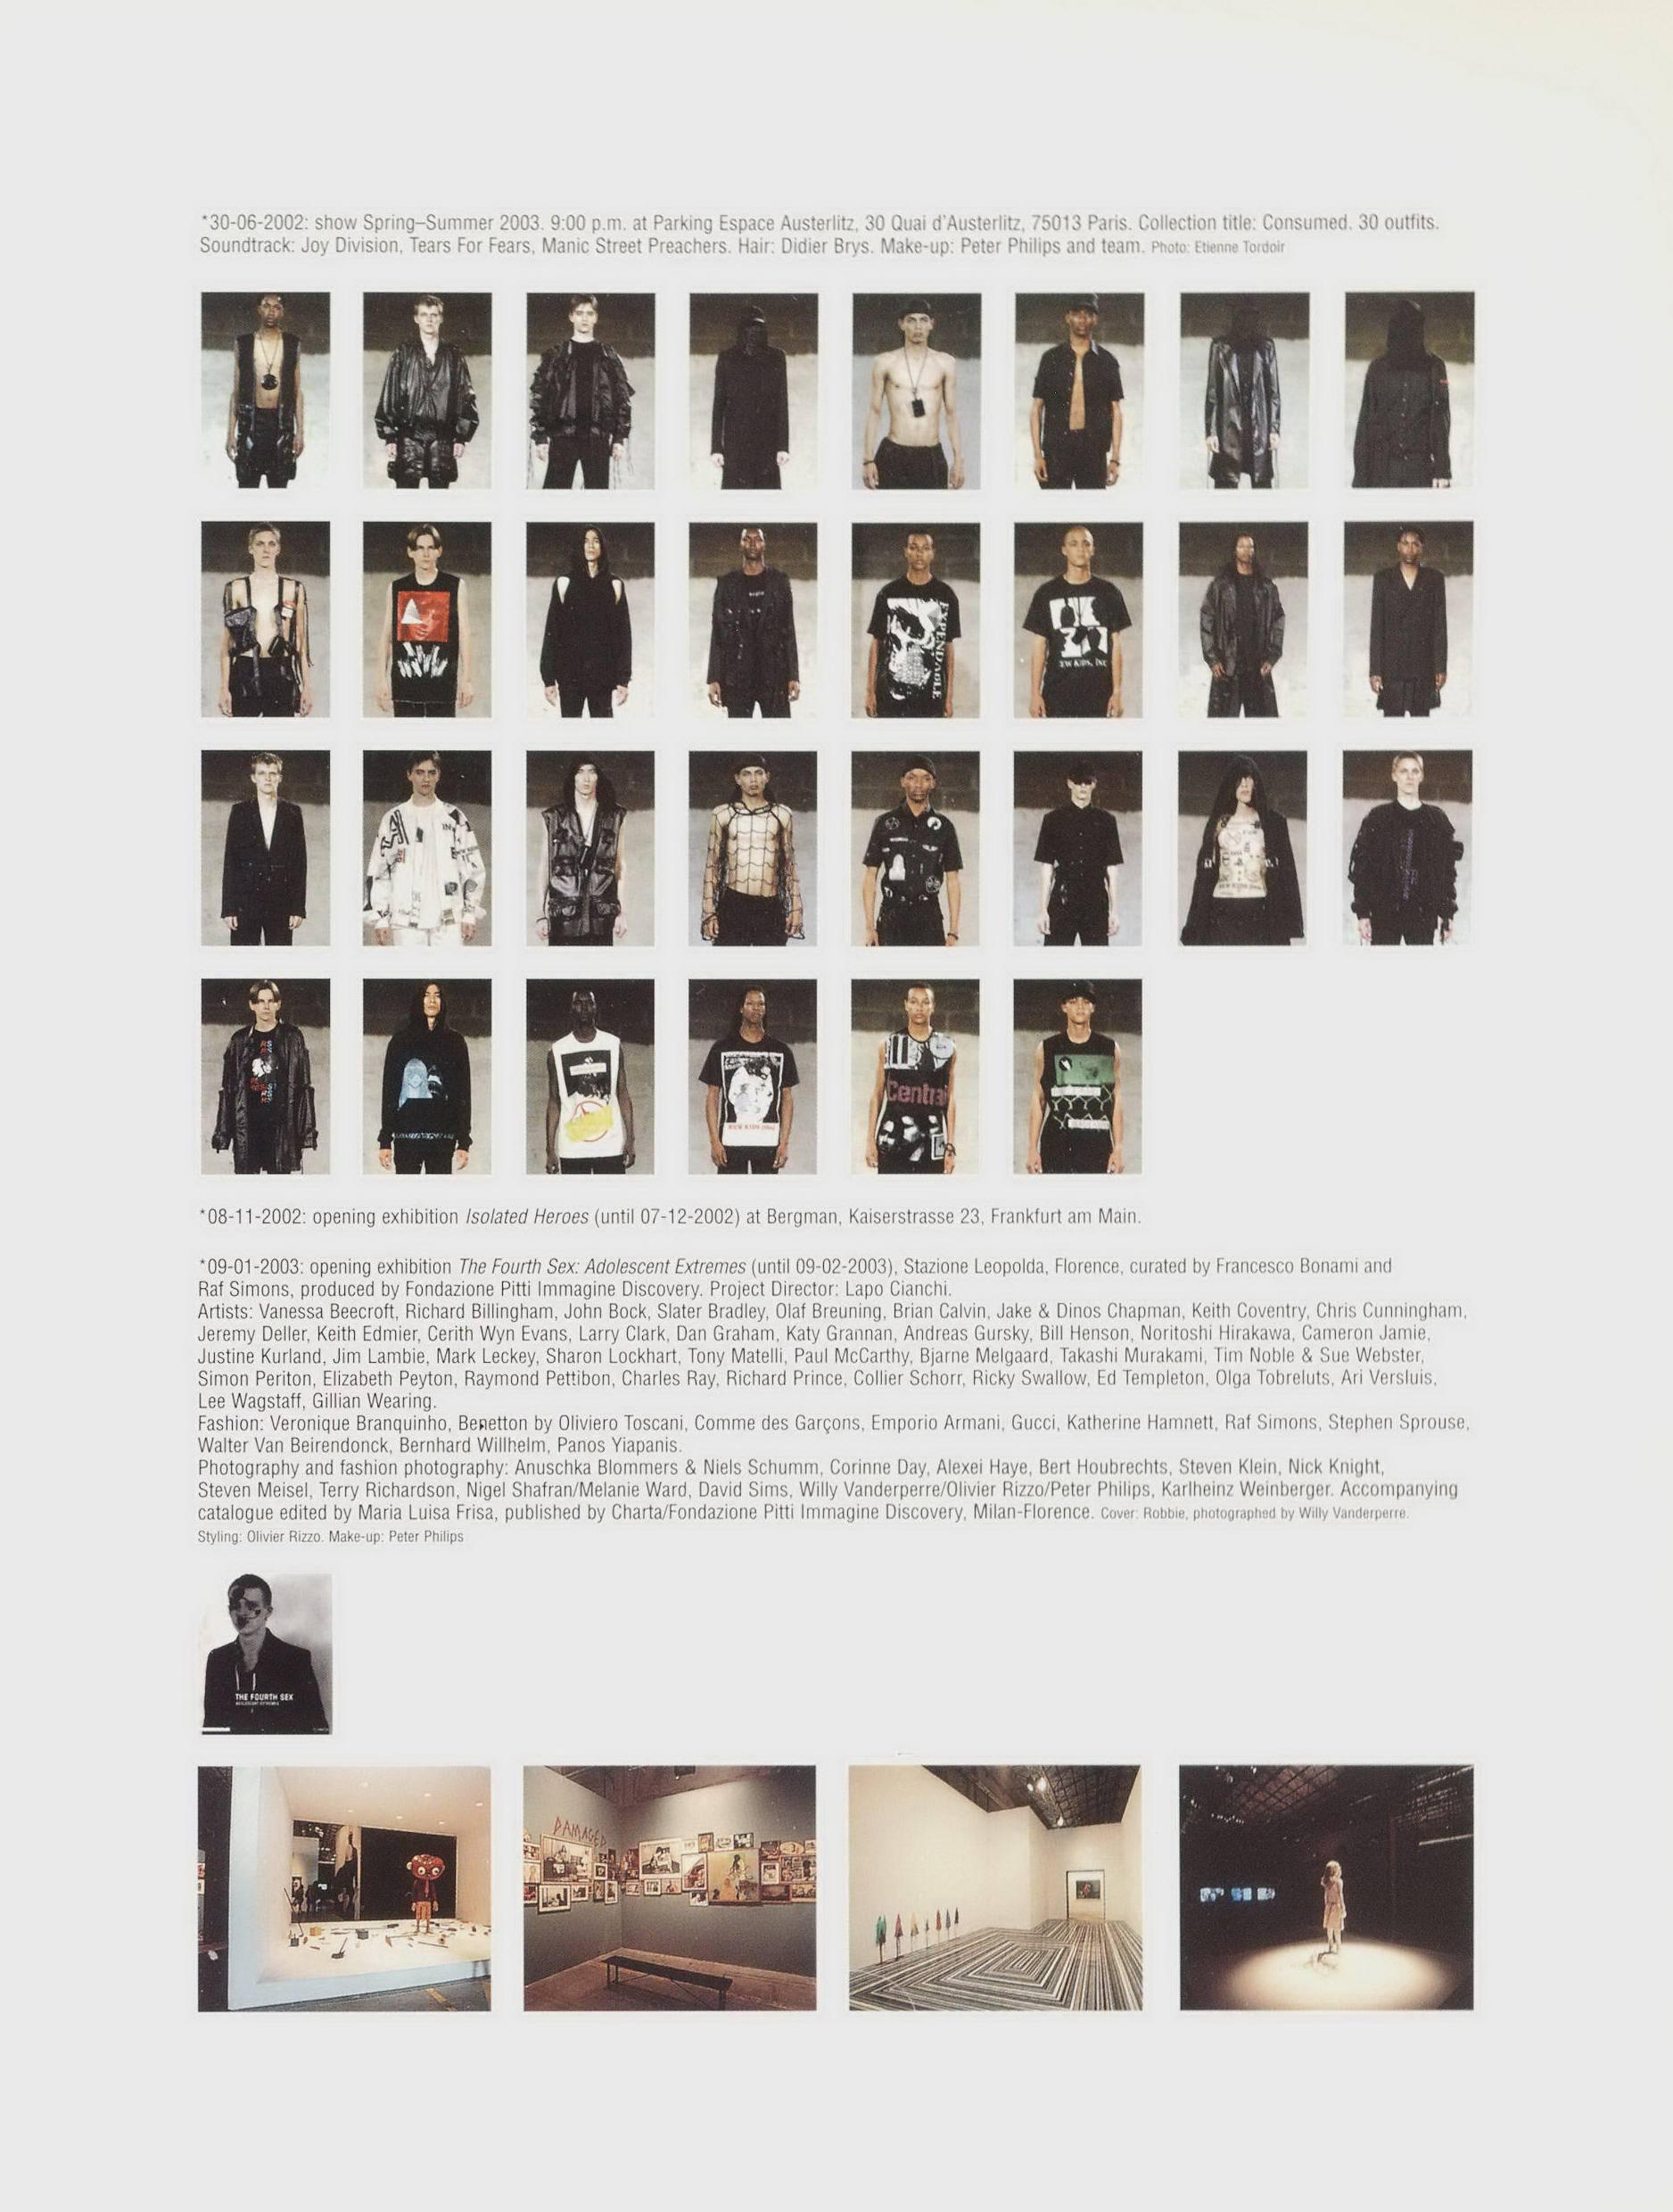 *30-06-2002: show Spring–Summer 2003. 9:00 p.m. at Parking Espace Austerlitz, 30 Quai d'Austerlitz, 75013 Paris. Collection title: Consumed. 30 outfits.
Soundtrack: Joy Division, Tears For Fears, Manic Street Preachers. Hair: Didier Brys. Make-up: Peter Philips and team. Photo: Etienne Tordoir
EXPENDABLE
EW KIDS, INC
NEW KIDS
Central
*08-11-2002: opening exhibition Isolated Heroes (until 07-12-2002) at Bergman, Kaiserstrasse 23, Frankfurt am Main.
*09-01-2003: opening exhibition The Fourth Sex: Adolescent Extremes (until 09-02-2003), Stazione Leopolda, Florence, curated by Francesco Bonami and
Raf Simons, produced by Fondazione Pitti Immagine Discovery. Project Director: Lapo Cianchi.
Artists: Vanessa Beecroft, Richard Billingham, John Bock, Slater Bradley, Olaf Breuning, Brian Calvin, Jake & Dinos Chapman, Keith Coventry, Chris Cunningham,
Jeremy Deller, Keith Edmier, Cerith Wyn Evans, Larry Clark, Dan Graham, Katy Grannan, Andreas Gursky, Bill Henson, Noritoshi Hirakawa, Cameron Jamie,
Justine Kurland, Jim Lambie, Mark Leckey, Sharon Lockhart, Tony Matelli, Paul McCarthy, Bjarne Melgaard, Takashi Murakami, Tim Noble & Sue Webster,
Simon Periton, Elizabeth Peyton, Raymond Pettibon, Charles Ray, Richard Prince, Collier Schorr, Ricky Swallow, Ed Templeton, Olga Tobreluts, Ari Versluis,
Lee Wagstaff, Gillian Wearing.
Fashion: Veronique Branquinho, Benetton by Oliviero Toscani, Comme des Garçons, Emporio Armani, Gucci, Katherine Hamnett, Raf Simons, Stephen Sprouse,
Walter Van Beirendonck, Bernhard Willhelm, Panos Yiapanis.
Photography and fashion photography: Anuschka Blommers & Niels Schumm, Corinne Day, Alexei Haye, Bert Houbrechts, Steven Klein, Nick Knight,
Steven Meisel, Terry Richardson, Nigel Shafran/Melanie Ward, David Sims, Willy Vanderperre/Olivier Rizzo/Peter Philips, Karlheinz Weinberger. Accompanying
catalogue edited by Maria Luisa Frisa, published by Charta/Fondazione Pitti Immagine Discovery, Milan-Florence. Cover: Robbie, photographed by Willy Vanderperre.
Styling: Olivier Rizzo. Make-up: Peter Philips
THE FOURTH SEX
ADOLESCENT EXTREMES
DAMAGED